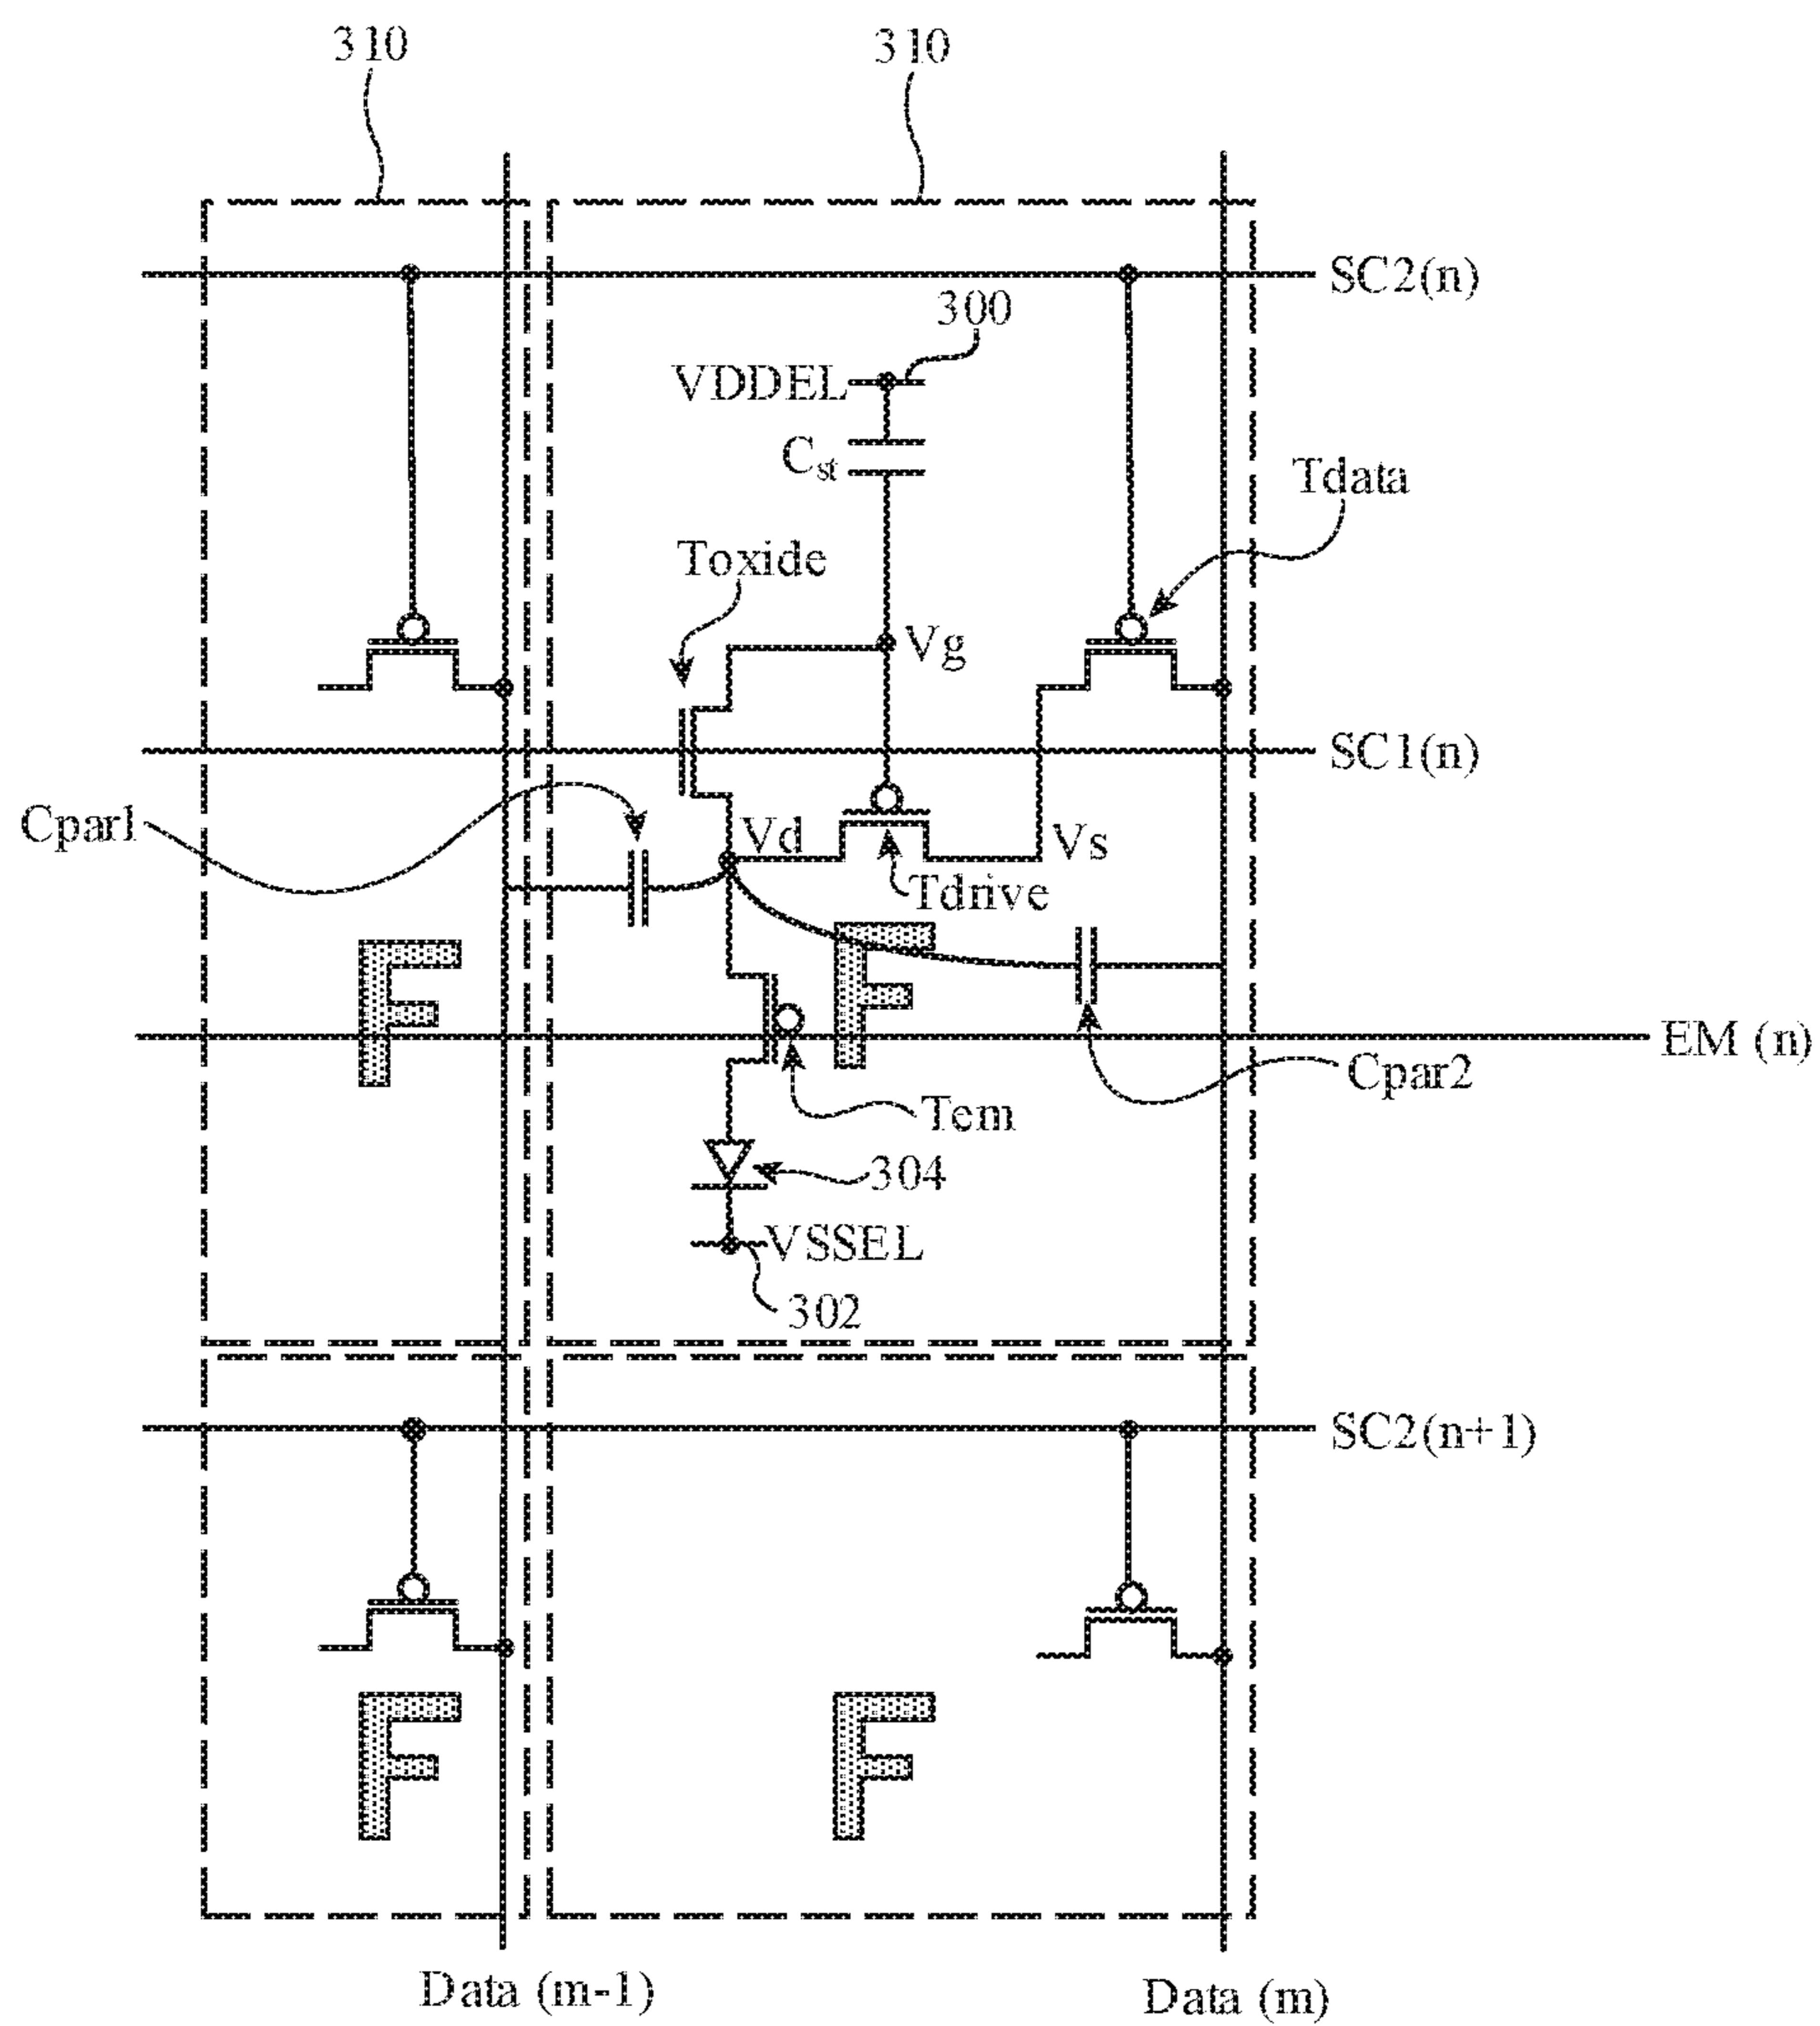 310 310
SC2(n)
300
VDDEL
Cst
Tdata
Toxide
Vg
SC1(n)
Cpar1
Vd
Vs
Tdrive
F F
EM (n)
Cpar2
Tem
304
VSSEL
302
SC2(n+1)
F F
Data (m-1)
Data (m)